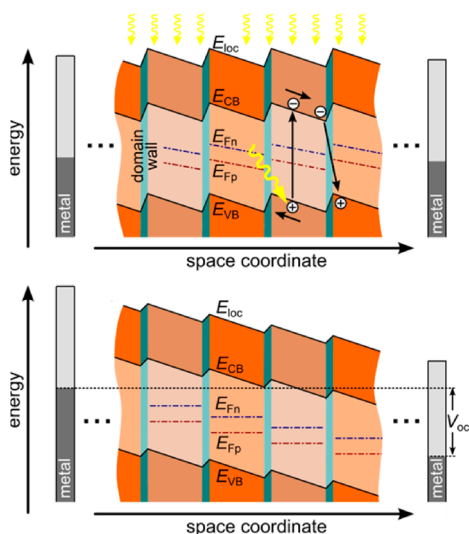 E_loc
E_CB
energy
domain
wall
E_Fn
E_Fp
metal
...
...
metal
E_VB
space coordinate
E_loc
E_CB
energy
E_Fn
V_oc
...
...
E_Fp
metal
metal
E_VB
space coordinate